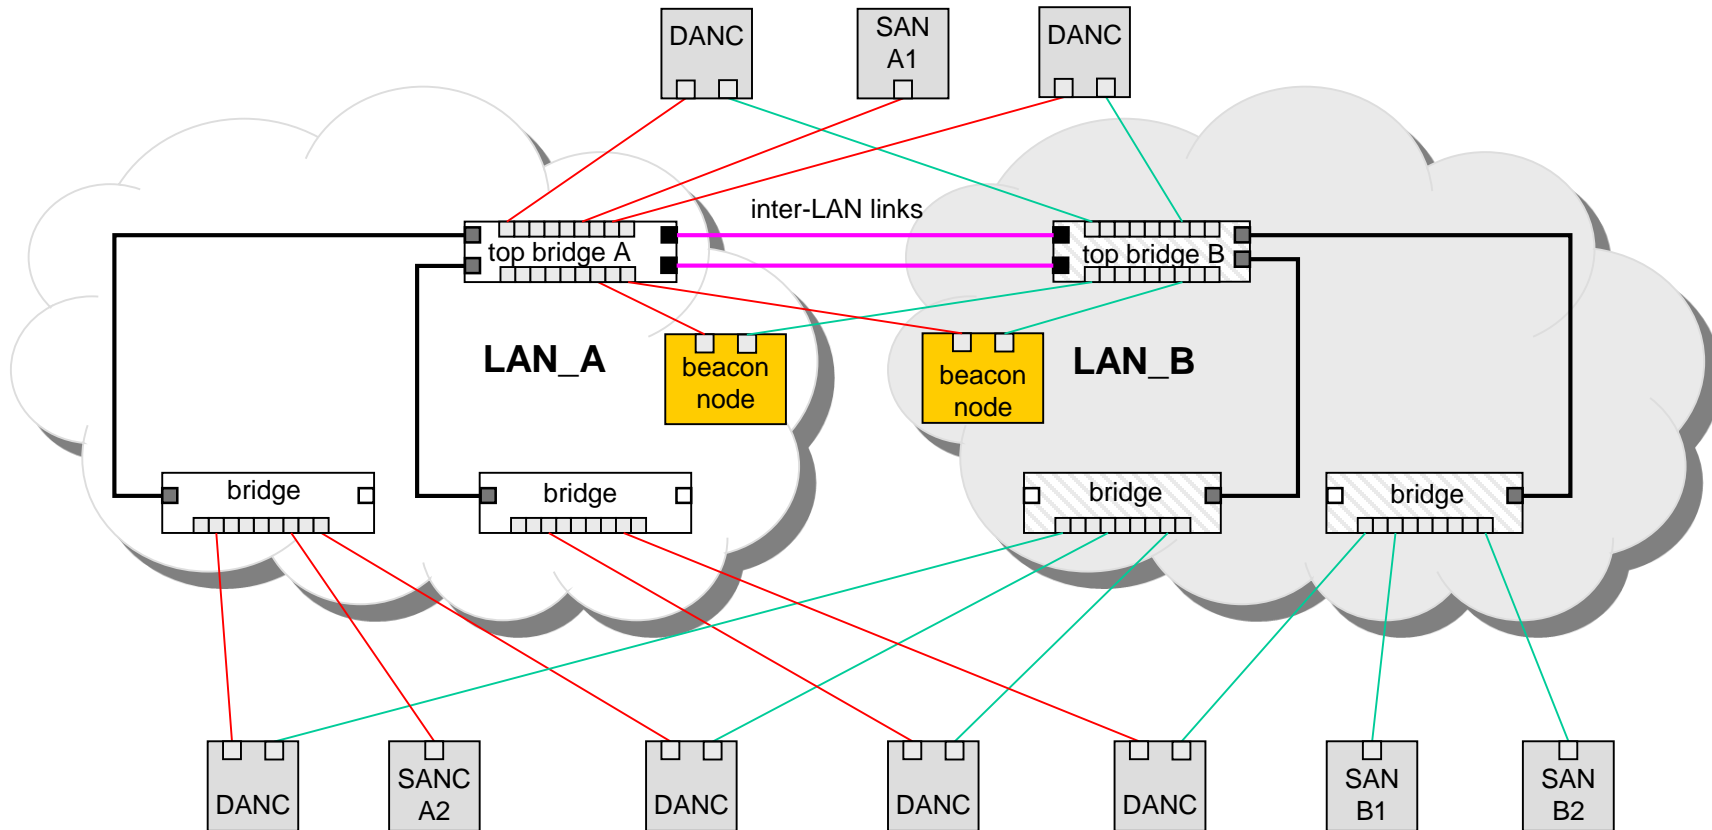 DANC
SAN
A1
DANC
inter-LAN links
top bridge A
top bridge B
LAN_A
beacon
node
beacon
node
LAN_B
bridge
bridge
bridge
bridge
DANC
SANC
A2
DANC
DANC
DANC
SAN
B1
SAN
B2